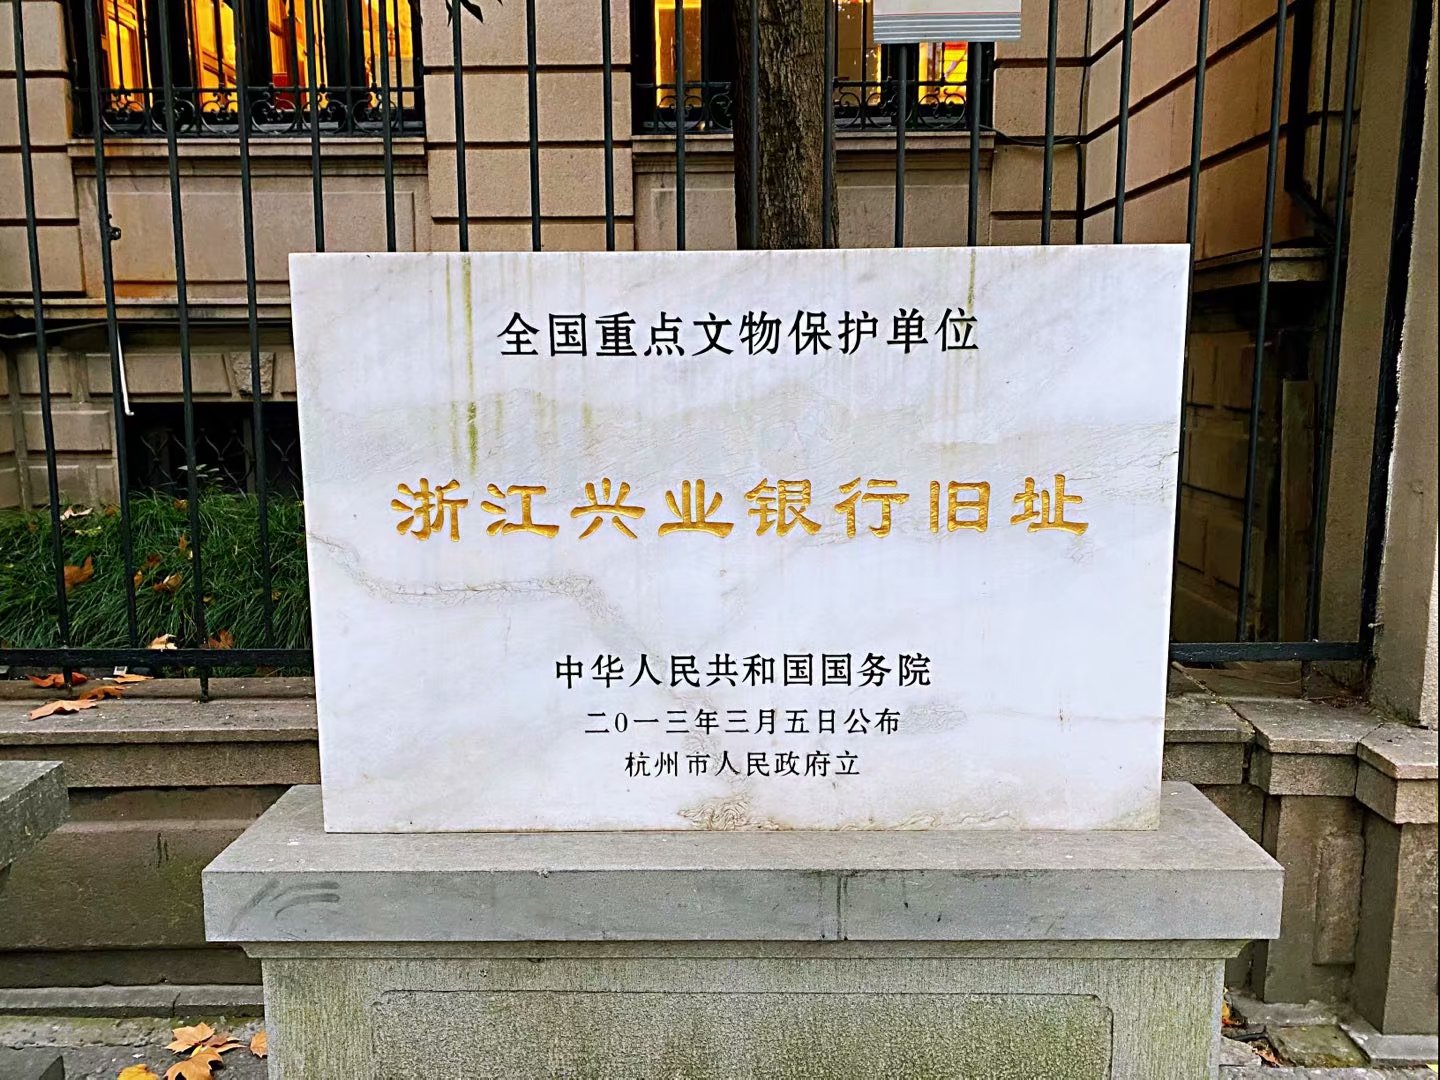 全国重点文物保护单位
浙江兴业银行旧址
中华人民共和国国务院
二0一三年三月五日公布
杭州市人民政府立